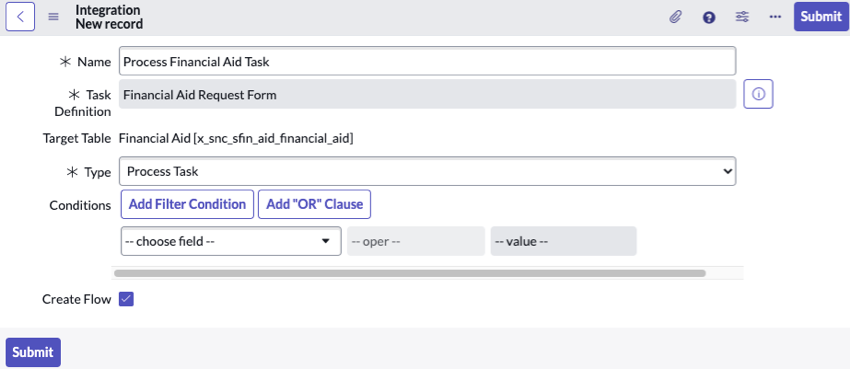 Integration
New record
Submit
Name
Process Financial Aid Task
Task
Definition
Financial Aid Request Form
Target Table
Financial Aid [x_snc_sfin_aid_financial_aid]
Type
Process Task
Conditions
Add Filter Condition
Add "OR" Clause
-- choose field --
-- oper --
-- value --
Create Flow
Submit